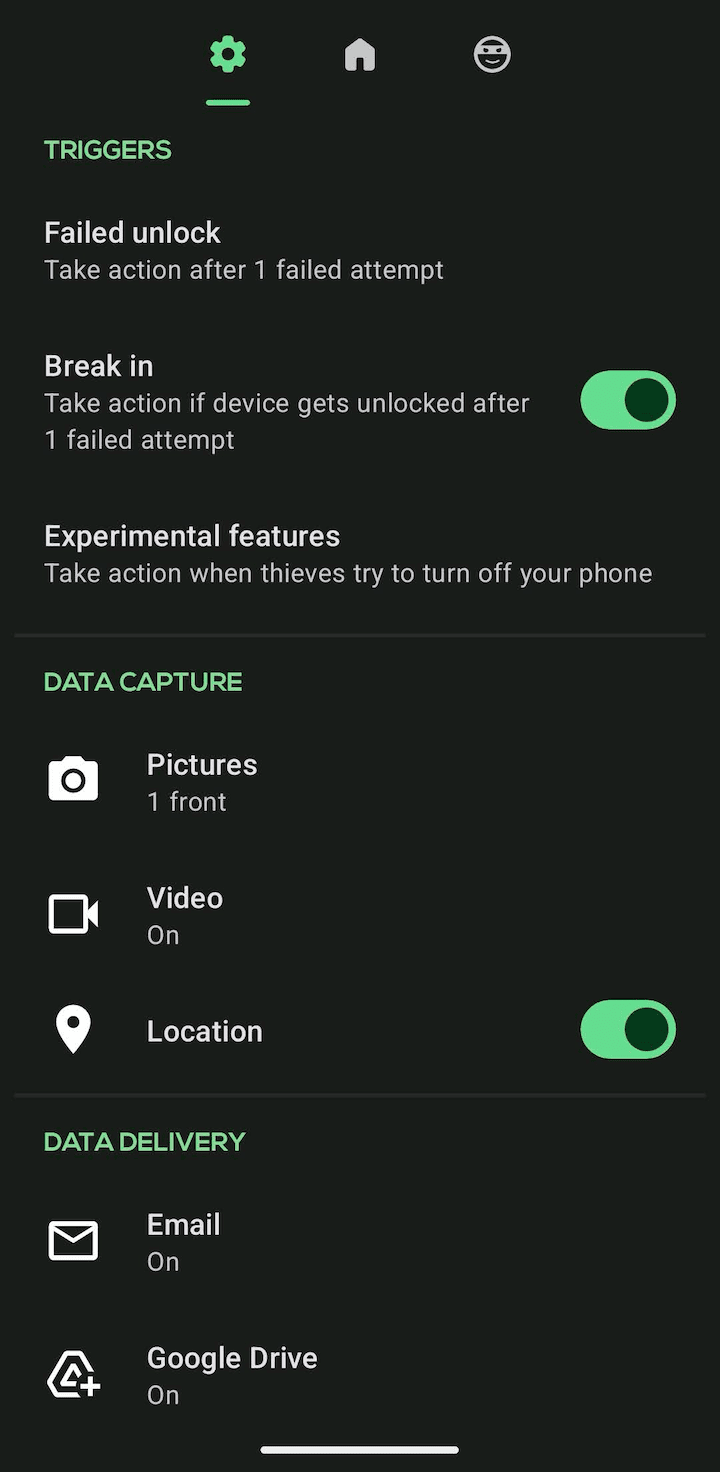 TRIGGERS
Failed unlock
Take action after 1 failed attempt
Break in
Take action if device gets unlocked after
1 failed attempt
Experimental features
Take action when thieves try to turn off your phone
DATA CAPTURE
Pictures
1 front
Video
On
Location
DATA DELIVERY
Email
On
Google Drive
On